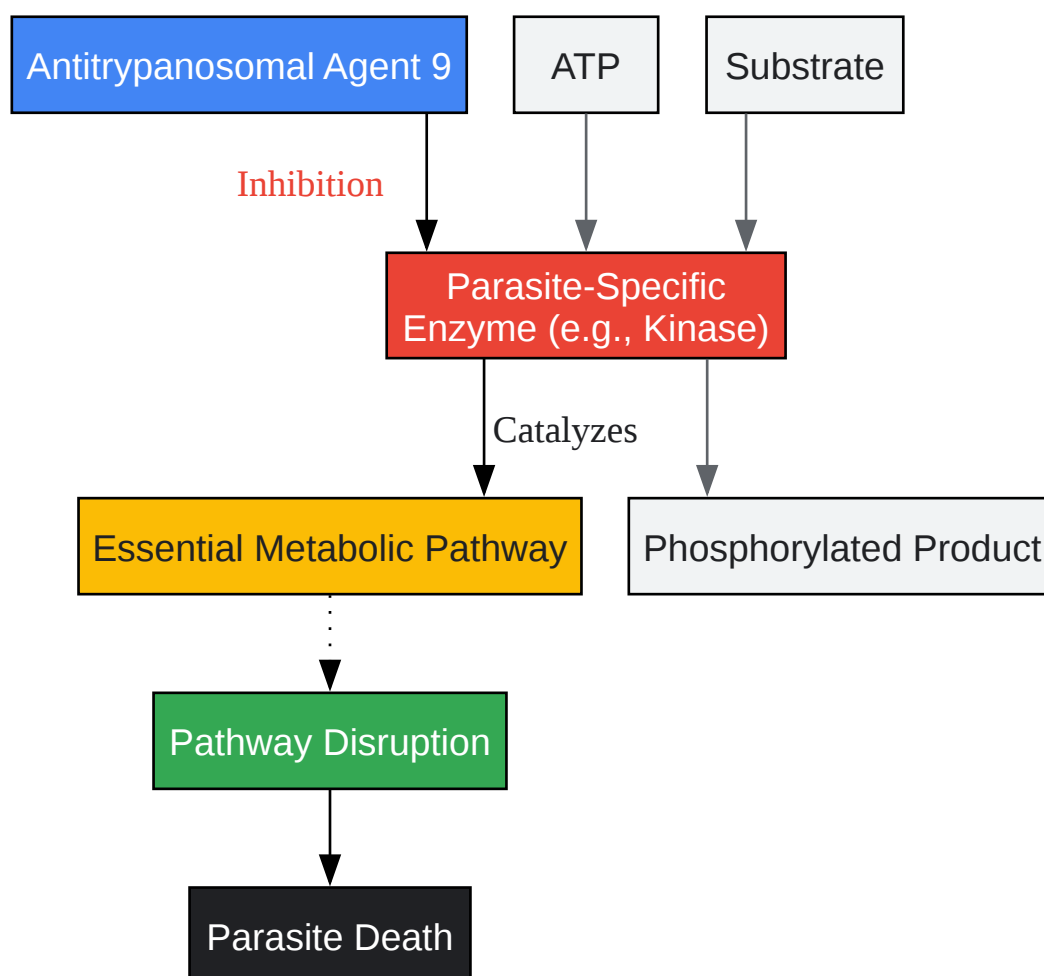 Antitrypanosomal Agent 9
ATP
Substrate
Inhibition
Parasite-Specific
Enzyme (e.g., Kinase)
Catalyzes
Essential Metabolic Pathway
Phosphorylated Product
Pathway Disruption
Parasite Death